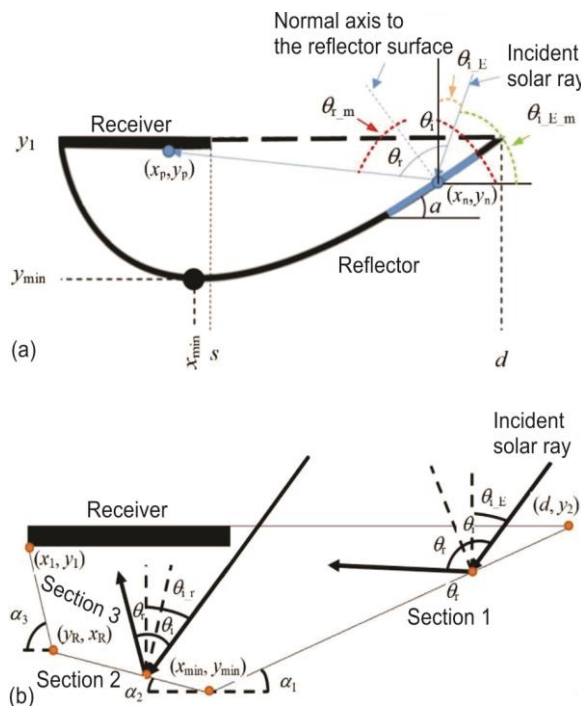 Normal axis to
the reflector surface
Incident
solar ray
θi_E
θr_m
θi
θi_E_m
y1
Receiver
(xp,yp)
θr
(xn,yn)
a
Reflector
ymin
(a)
xmin
s
d
Incident
solar ray
Receiver
θi_E
(d, y2)
(x1, y1)
θi
θr
θi_r
Section 3
θr
θi
θr
Section 1
α3
(yR, xR)
(xmin, ymin)
Section 2
α2
α1
(b)